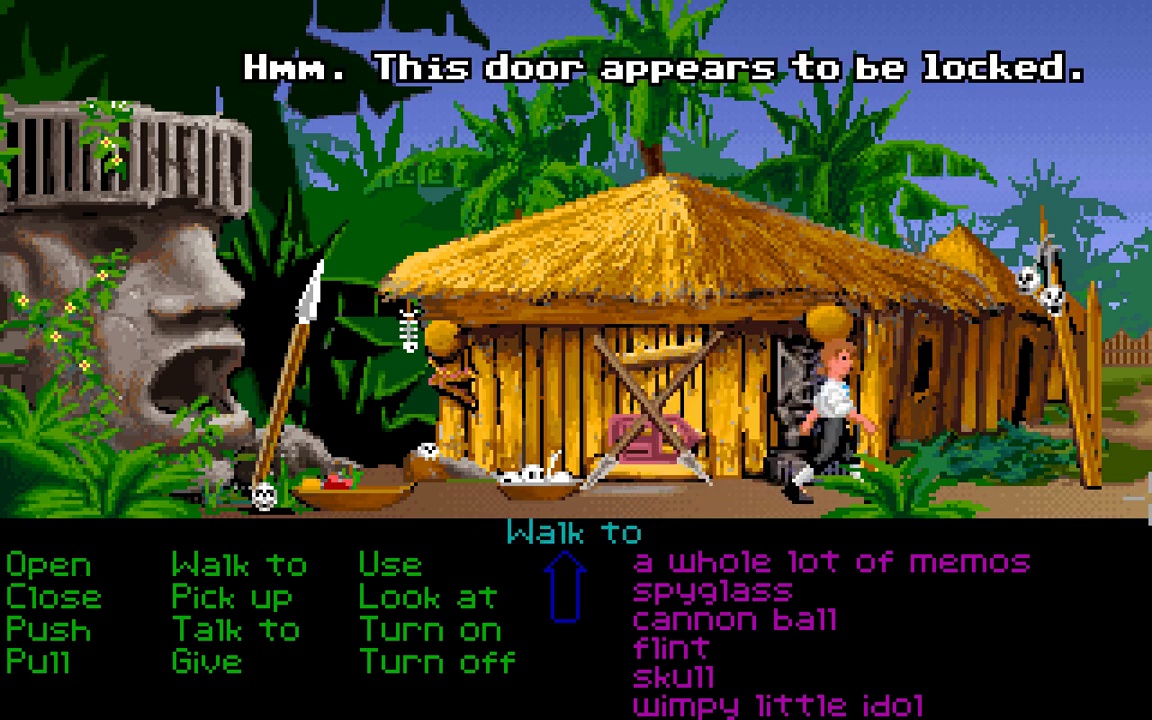 Hmm. This door appears to be locked.
Walk to
Open Walk to Use a whole lot of memos
Close Pick up Look at spyglass
Push Talk to Turn on cannon ball
Pull Give Turn off flint
skull
wimpy little idol